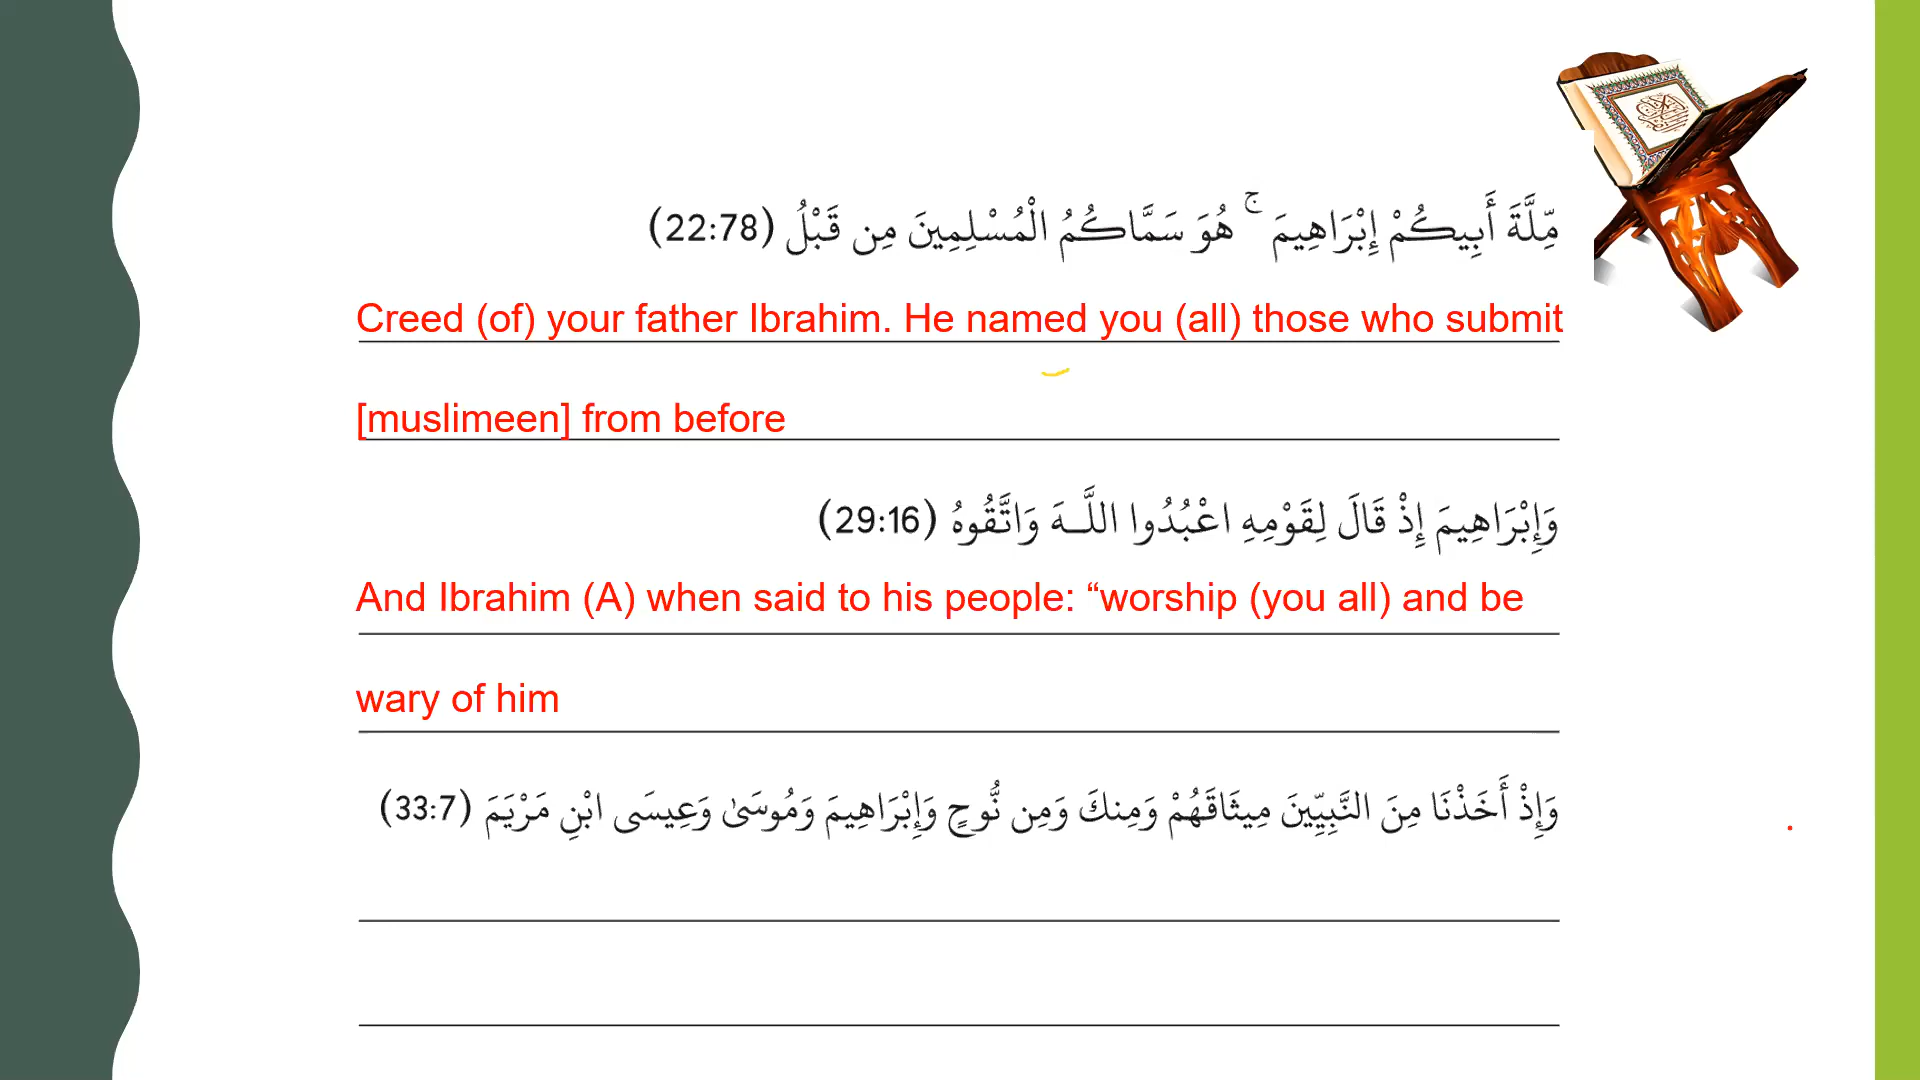 مِّلَّةَ أَبِيكُمْ إِبْرَاهِيمَ ۚ هُوَ سَمَّاكُمُ الْمُسْلِمِينَ مِن قَبْلُ (22:78)
Creed (of) your father Ibrahim. He named you (all) those who submit
[muslimeen] from before
وَإِبْرَاهِيمَ إِذْ قَالَ لِقَوْمِهِ اعْبُدُوا اللَّـهَ وَاتَّقُوهُ (29:16)
And Ibrahim (A) when said to his people: “worship (you all) and be
wary of him
وَإِذْ أَخَذْنَا مِنَ النَّبِيِّينَ مِيثَاقَهُمْ وَمِنكَ وَمِن نُّوحٍ وَإِبْرَاهِيمَ وَمُوسَىٰ وَعِيسَى ابْنِ مَرْيَمَ (33:7)